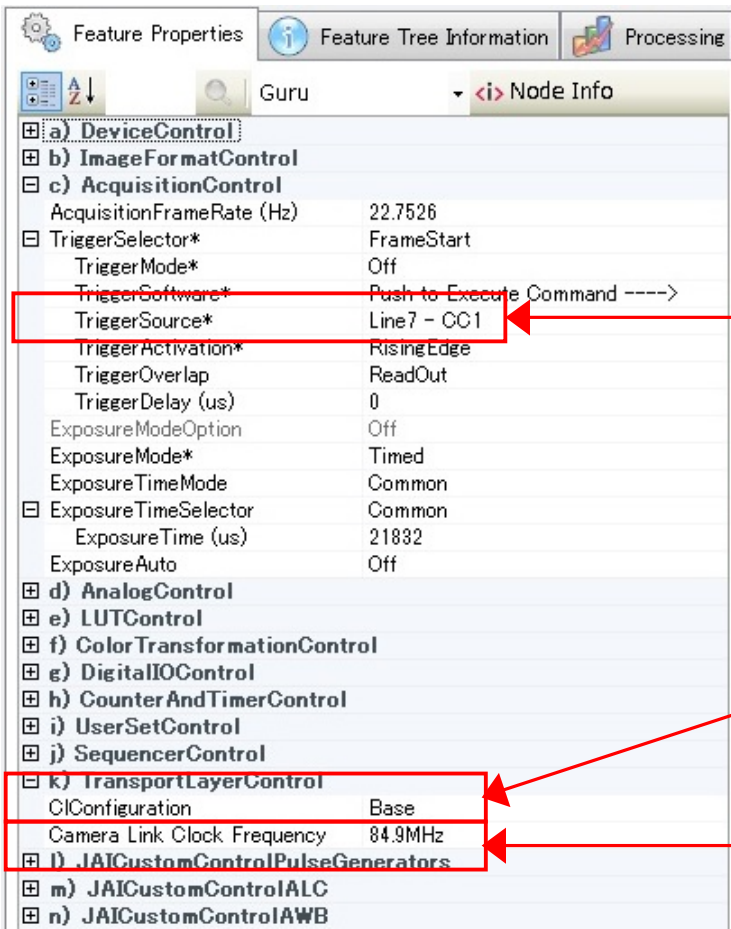 Feature Properties Feature Tree Information Processing
Guru <i> Node Info
a) DeviceControl
b) ImageFormatControl
c) AcquisitionControl
AcquisitionFrameRate (Hz) 22.7526
TriggerSelector* FrameStart
TriggerMode* Off
TriggerSoftware* Push to Execute Command ---->
TriggerSource* Line7 - CC1
TriggerActivation* RisingEdge
TriggerOverlap ReadOut
TriggerDelay (us) 0
ExposureModeOption Off
ExposureMode* Timed
ExposureTimeMode Common
ExposureTimeSelector Common
ExposureTime (us) 21832
ExposureAuto Off
d) AnalogControl
e) LUTControl
f) ColorTransformationControl
g) DigitalIOControl
h) CounterAndTimerControl
i) UserSetControl
j) SequencerControl
k) TransportLayerControl
ClConfiguration Base
Camera Link Clock Frequency 84.9MHz
l) JAICustomControlPulseGenerators
m) JAICustomControlALC
n) JAICustomControlAWB